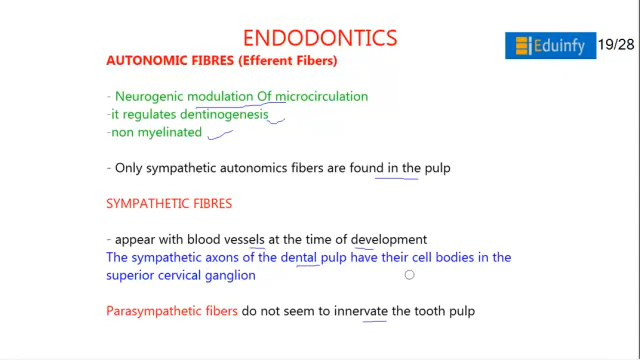 ENDODONTICS
Eduinfy
19/28
AUTONOMIC FIBRES (Efferent Fibers)
- Neurogenic modulation Of microcirculation
-it regulates dentinogenesis
-non myelinated
- Only sympathetic autonomics fibers are found in the pulp
SYMPATHETIC FIBRES
- appear with blood vessels at the time of development
The sympathetic axons of the dental pulp have their cell bodies in the
superior cervical ganglion
Parasympathetic fibers do not seem to innervate the tooth pulp